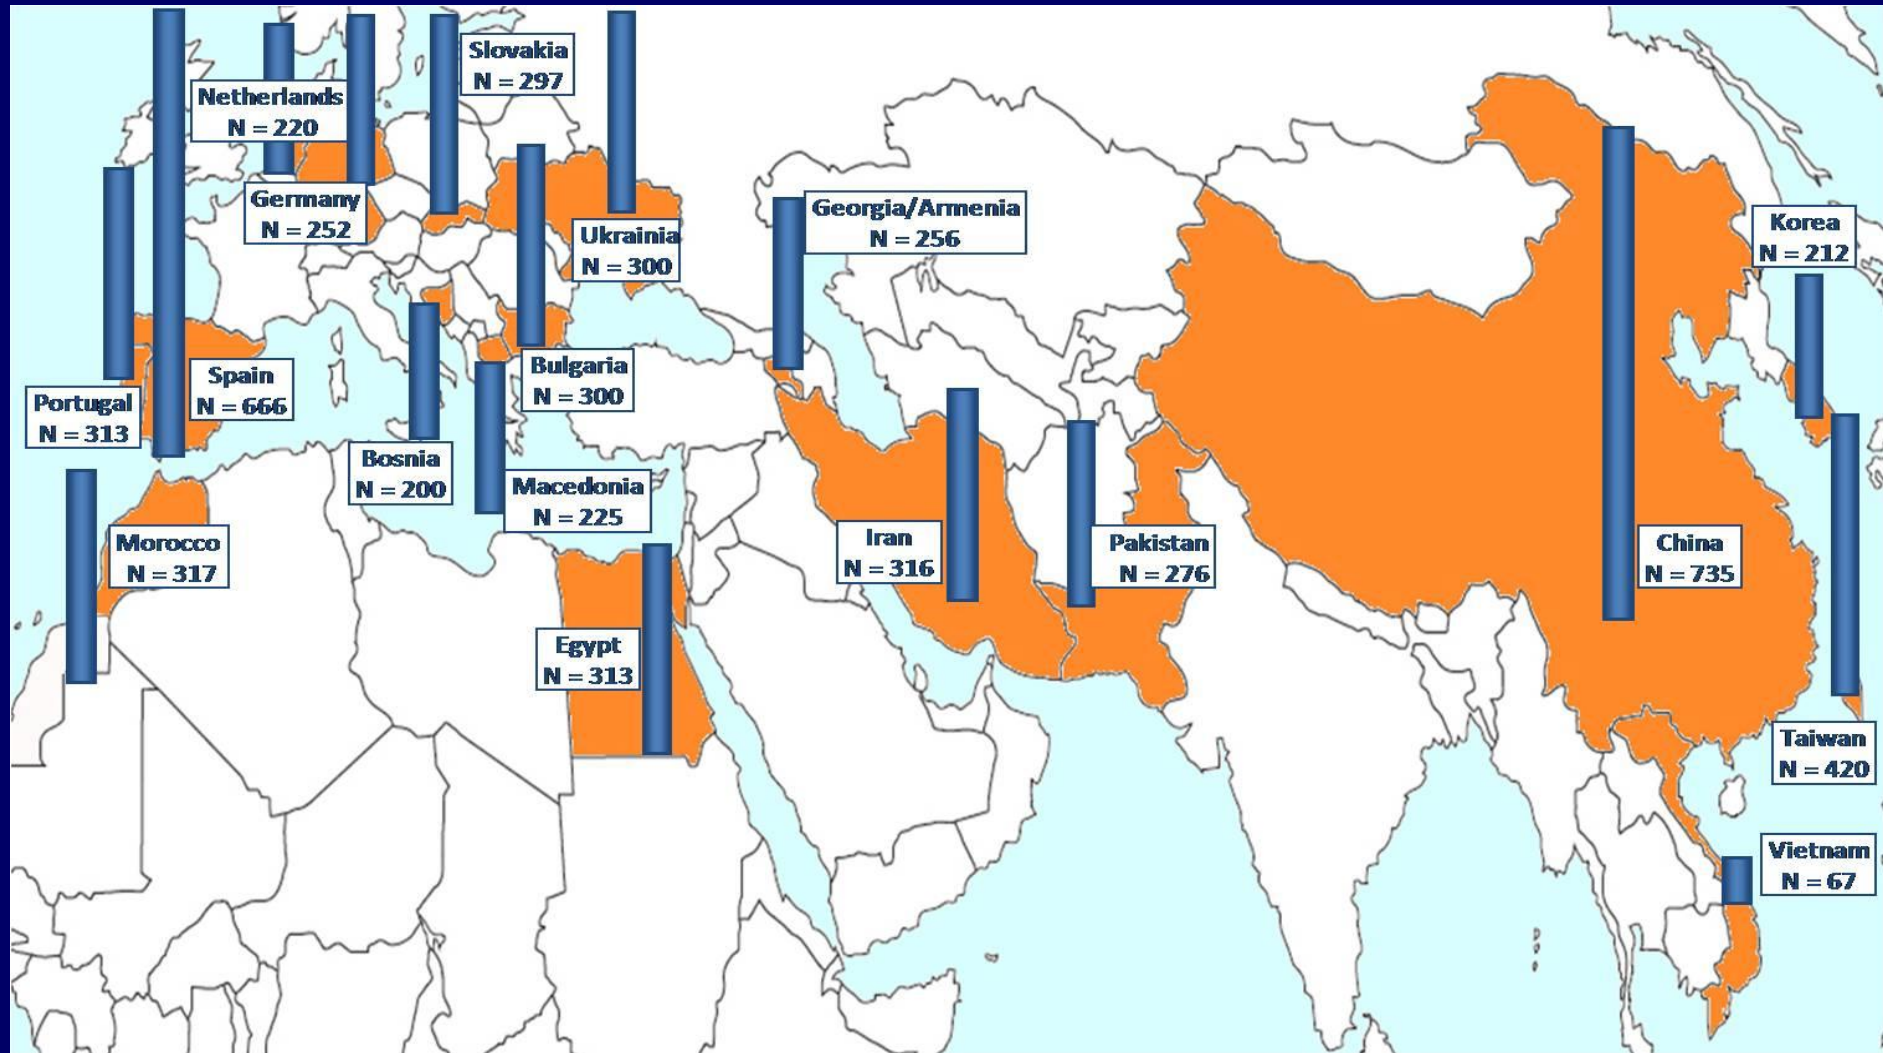 Slovakia
N = 297
Netherlands
N = 220
Germany
N = 252
Ukrainia
N = 300
Georgia/Armenia
N = 256
Korea
N = 212
Portugal
N = 313
Spain
N = 666
Bulgaria
N = 300
Bosnia
N = 200
Macedonia
N = 225
Morocco
N = 317
Iran
N = 316
Pakistan
N = 276
China
N = 735
Egypt
N = 313
Taiwan
N = 420
Vietnam
N = 67